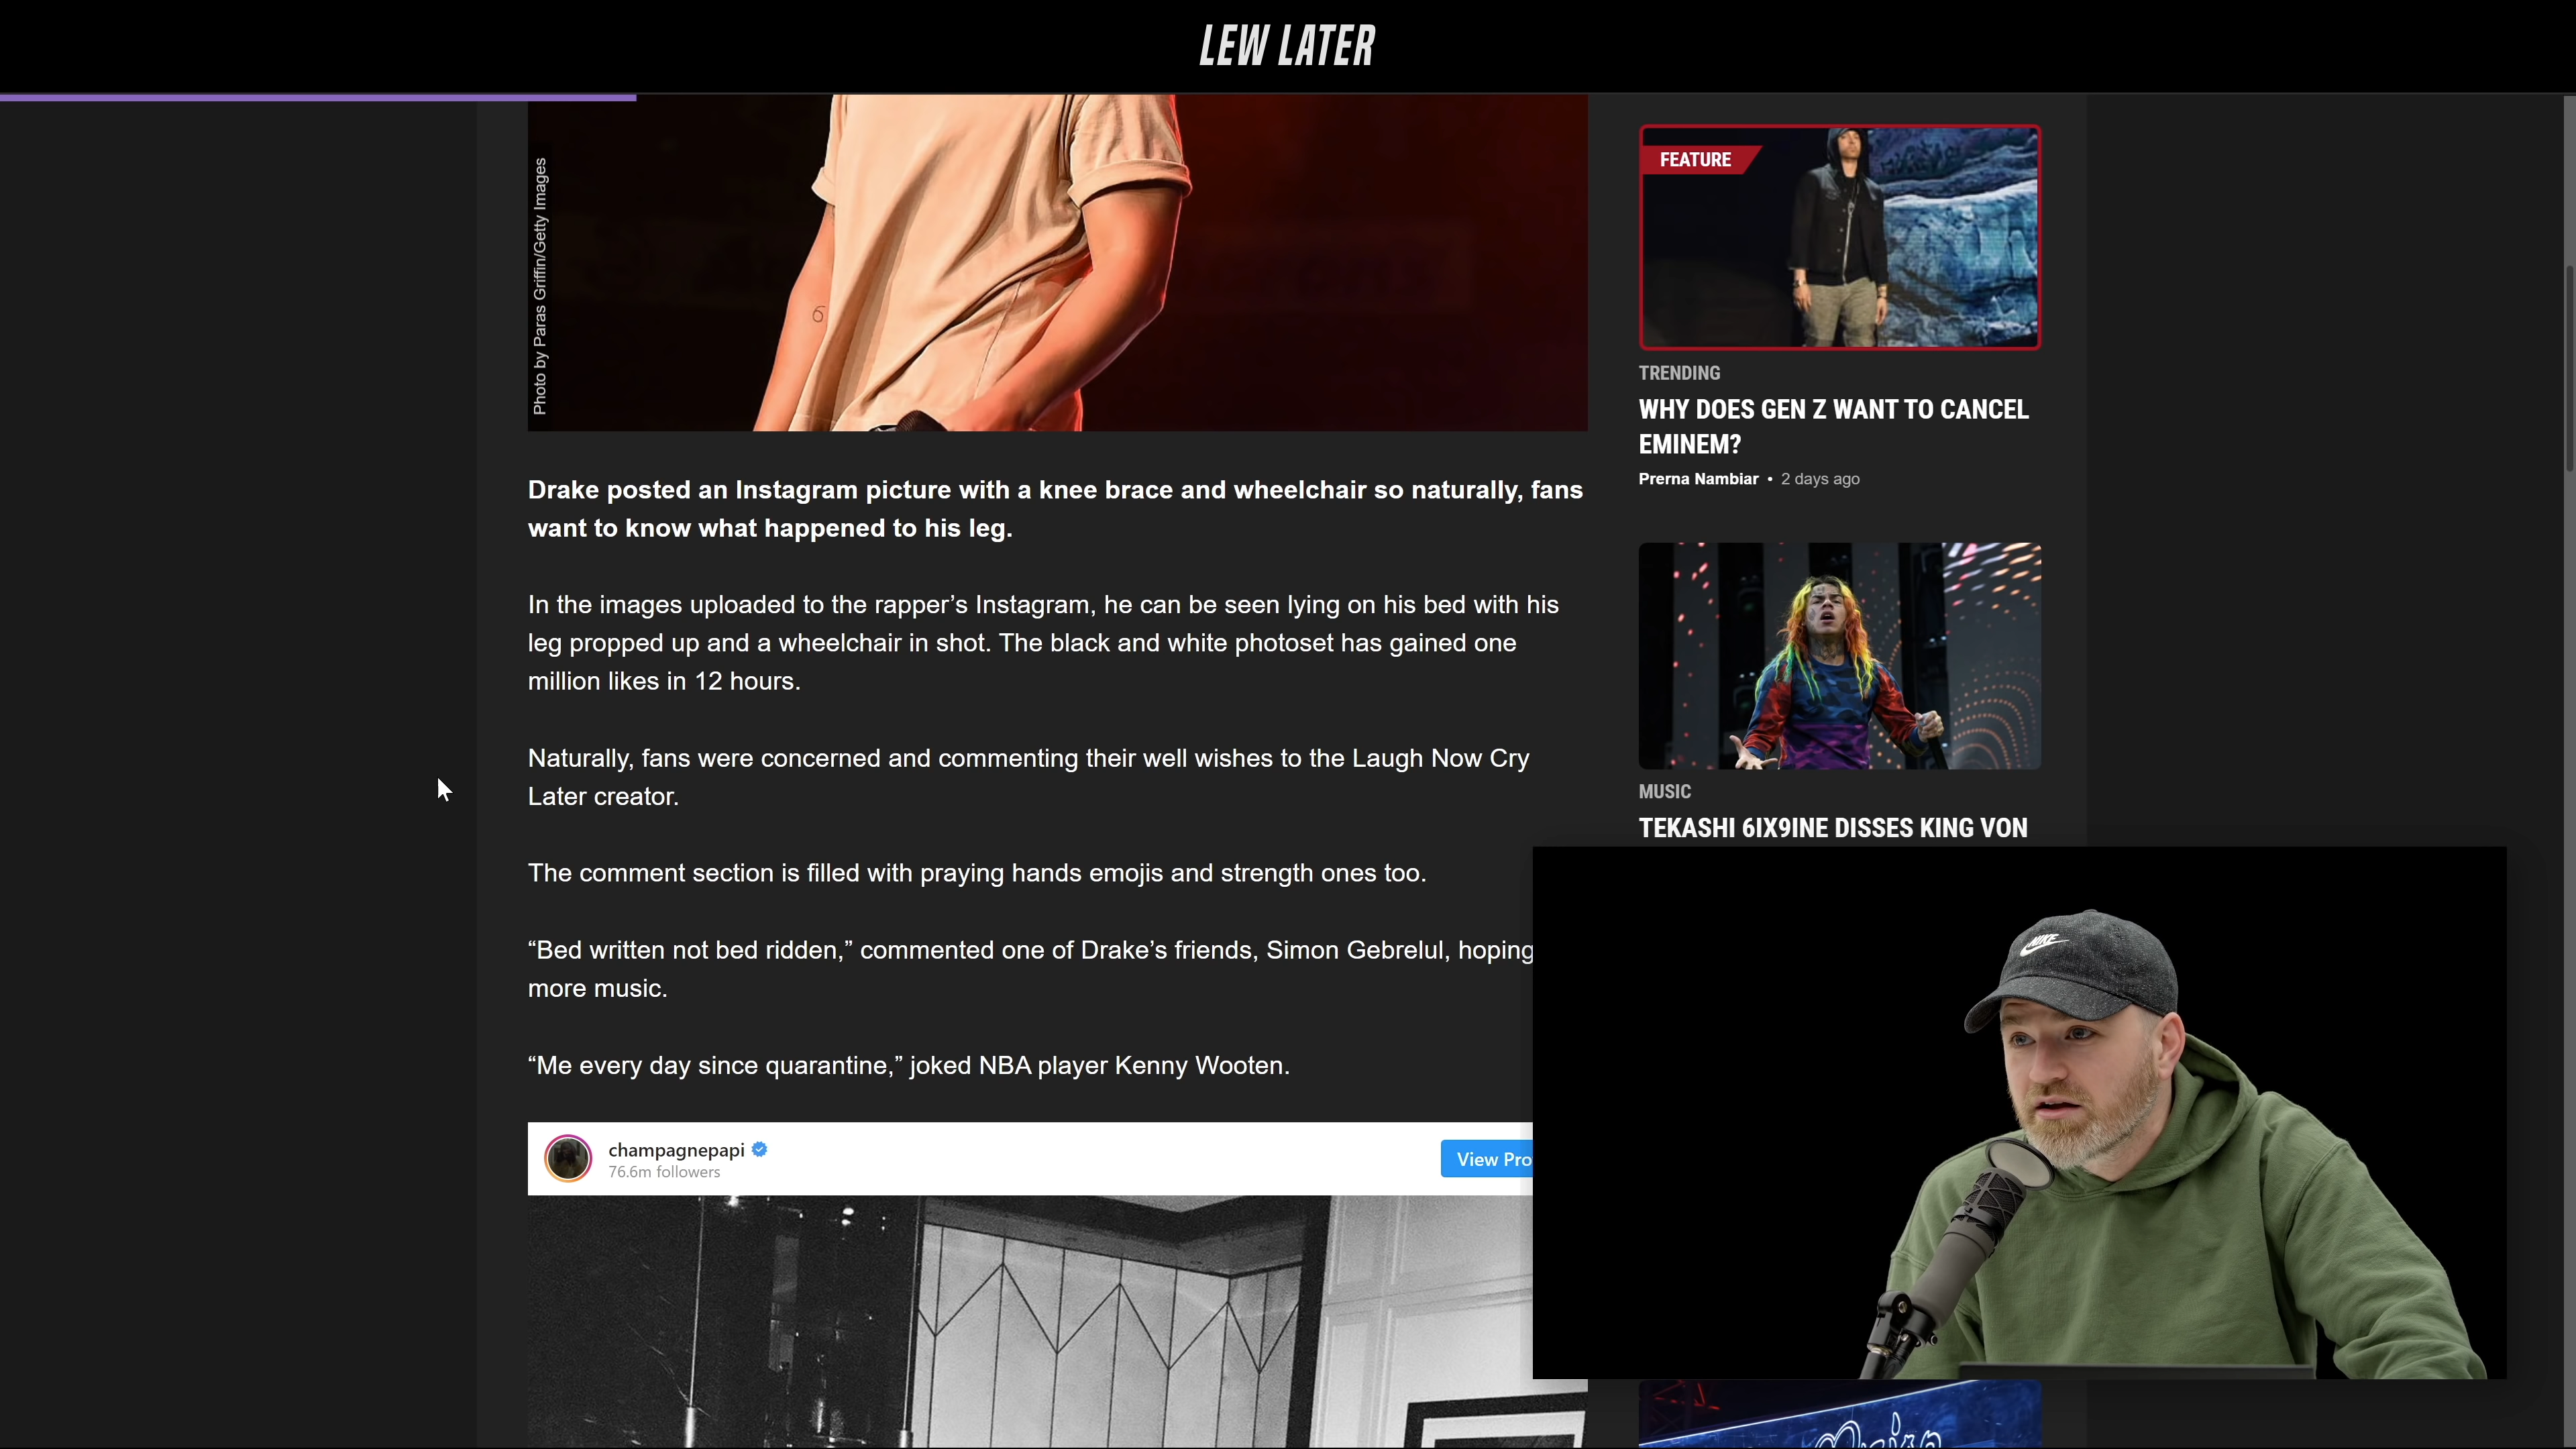 LEW LATER
Photo by Paras Griffin/Getty Images
6
Drake posted an Instagram picture with a knee brace and wheelchair so naturally, fans
want to know what happened to his leg.
In the images uploaded to the rapper’s Instagram, he can be seen lying on his bed with his
leg propped up and a wheelchair in shot. The black and white photoset has gained one
million likes in 12 hours.
Naturally, fans were concerned and commenting their well wishes to the Laugh Now Cry
Later creator.
The comment section is filled with praying hands emojis and strength ones too.
“Bed written not bed ridden,” commented one of Drake’s friends, Simon Gebrelul, hoping
more music.
“Me every day since quarantine,” joked NBA player Kenny Wooten.
champagnepapi
76.6m followers
View Pro
FEATURE
TRENDING
WHY DOES GEN Z WANT TO CANCEL
EMINEM?
Prerna Nambiar • 2 days ago
MUSIC
TEKASHI 6IX9INE DISSES KING VON
NIKE